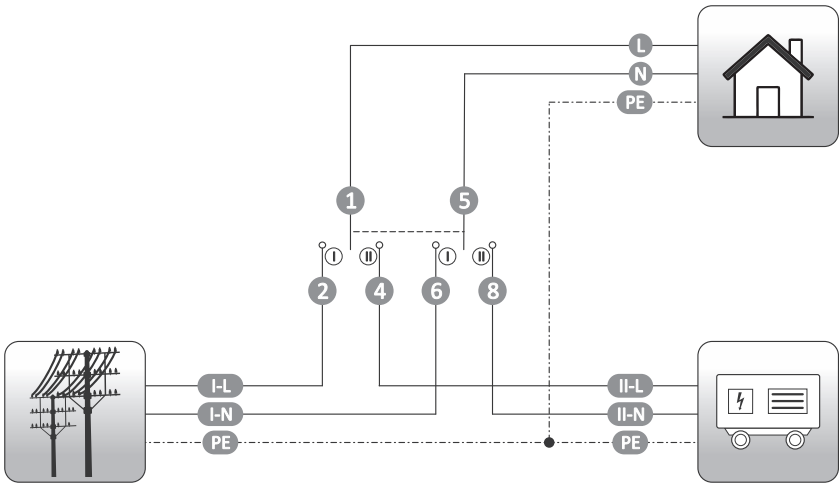 L
N
PE
1 5
I II I II
2 4 6 8
I-L II-L
I-N II-N
PE PE